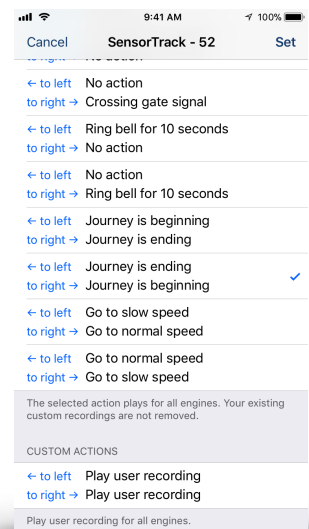 9:41 AM 100%
Cancel SensorTrack - 52 Set
to right → No action
← to left No action
to right → Crossing gate signal
← to left Ring bell for 10 seconds
to right → No action
← to left No action
to right → Ring bell for 10 seconds
← to left Journey is beginning
to right → Journey is ending
← to left Journey is ending
to right → Journey is beginning
← to left Go to slow speed
to right → Go to normal speed
← to left Go to normal speed
to right → Go to slow speed
The selected action plays for all engines. Your existing
custom recordings are not removed.
CUSTOM ACTIONS
← to left Play user recording
to right → Play user recording
Play user recording for all engines.